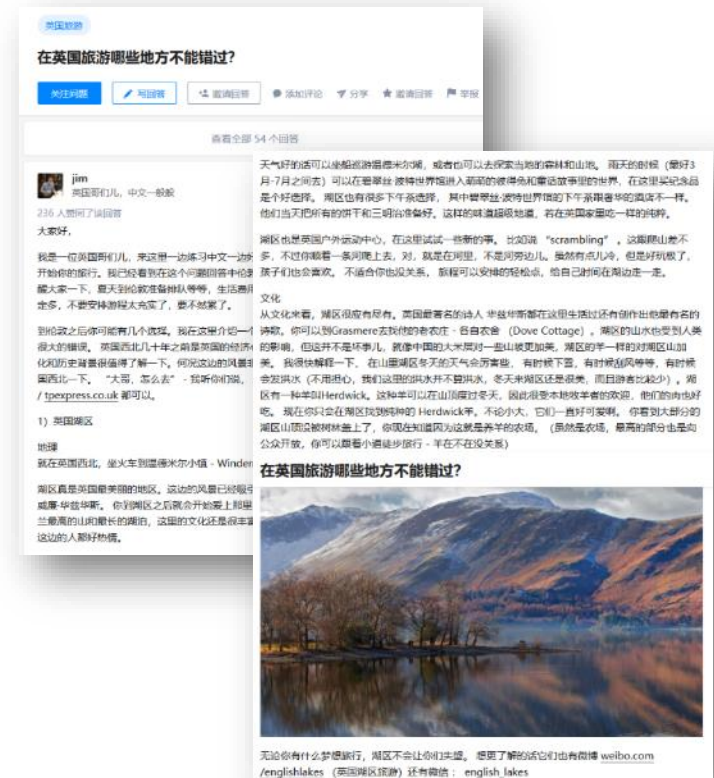 英国旅游
在英国旅游哪些地方不能错过？
关注问题 写回答 邀请回答 添加评论 分享 邀请回答 举报
查看全部 54 个回答
jim
英国哥们儿，中文一般般
236 人赞同了该回答
大家好，
我是一位英国哥们儿，来这里一边练习中文一边
开始你的旅行。我已经看到在这个问题回答中
醒大家一下，夏天到伦敦准备排队等等，生活费用
金多，不要安排游程太充实了，要不然累了。
到伦敦之后你可能有几个选择。我在这里介绍一个
很大的错误。 英国西北几十年之前是英国的经济
化和历史背景很值得了解一下。何况这边的风景
国西北一下。 “大哥，怎么去” - 我听你们说，
/ tpexpress.co.uk 都可以。
1) 英国湖区
地理
就在英国西北，坐火车到温德米尔小镇 - Winder
湖区真是英国最美丽的地区。这边的风景已经吸
威廉·华兹华斯。 你到湖区之后就会开始爱上那里
兰最高的山和最长的湖泊，这里的文化还是很丰
这边的人都好热情。
天气好的话可以坐船巡游温德米尔湖，或者也可以去探索当地的森林和山地。 雨天的时候（最好3
月-7月之间去）可以在碧翠丝·波特世界馆进入萌萌的彼得兔和童话故事里的世界，在这里买纪念品
是个好选择。 湖区也有很多下午茶选择， 其中碧翠丝·波特世界馆的下午茶跟奢华的酒店不一样。
他们当天把所有的饼干和三明治准备好。这样的味道超级地道，若在英国家里吃一样的纯粹。
湖区也是英国户外运动中心，在这里试试一些新的事。 比如说 “scrambling” 。这跟爬山差不
多，不过你顺着一条河爬上去，对，就是在河里，不是河旁边儿。虽然有点儿冷，但是好玩极了，
孩子们也会喜欢。 不适合你也没关系， 旅程可以安排的轻松点，给自己时间在湖边走一走。
文化
从文化来看，湖区很应有尽有。英国最著名的诗人 华兹华斯都在这里生活过还有创作出他最有名的
诗歌。你可以到Grasmere去找他的老农庄 - 各自农舍 （Dove Cottage）。湖区的山水也受到人类
的影响，但这并不是坏事儿，就像中国的大米层对一些山坡更加美，湖区的羊一样的对湖区山加
美。 我很快解释一下， 在山里湖区冬天的天气会厉害些， 有时候下雪，有时候刮风等等，有时候
会发洪水（不用担心，我们这里的洪水并不算洪水，冬天来湖区还是很美，而且游客比较少）。湖
区有一种羊叫Herdwick。这种羊可以在山顶度过冬天，因此很受本地牧羊者的欢迎，他们的肉也好
吃。 现在你只会在湖区找到纯种的 Herdwick羊。不论小大，它们一直好可爱啊。 你看到大部分的
湖区山顶没被树林盖上了，你现在知道因为这就是养羊的农场。（虽然是农场，最高的部分也是向
公众开放，你可以跟着小道徒步旅行 - 羊在不在没关系）
在英国旅游哪些地方不能错过？
无论你有什么梦想旅行，湖区不会让你们失望。 想更了解的话它们也有微博 weibo.com
/englishlakes （英国湖区旅游）还有微信： english_lakes